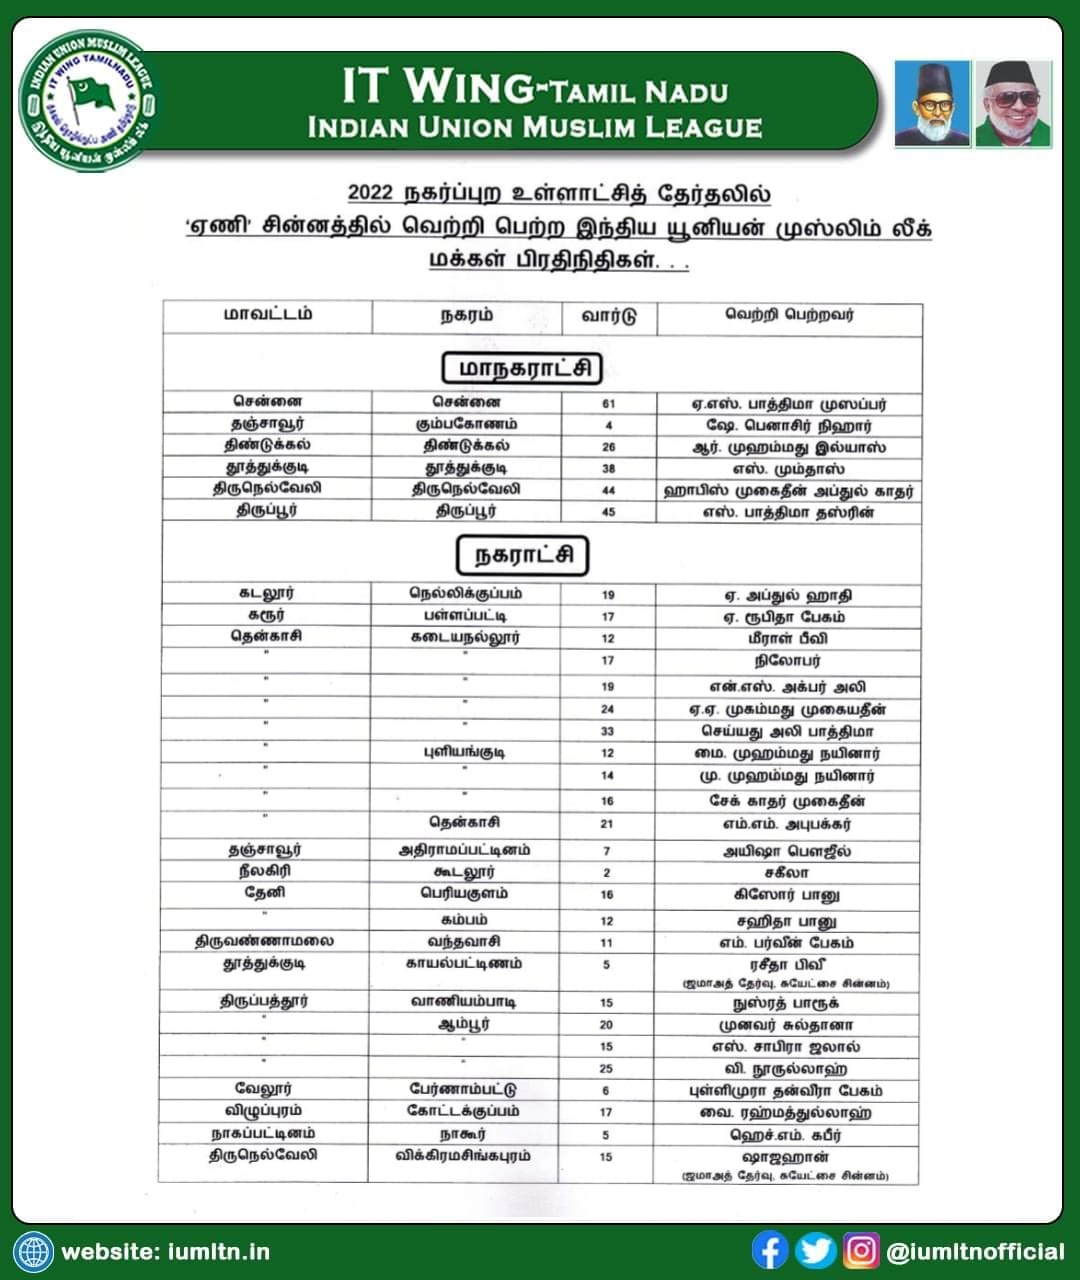 INDIAN UNION MUSLIM LEAGUE
IT WING TAMILNADU
IT WING-TAMIL NADU
INDIAN UNION MUSLIM LEAGUE
2022 நகர்ப்புற உள்ளாட்சித் தேர்தலில்
‘ஏணி’ சின்னத்தில் வெற்றி பெற்ற இந்திய யூனியன் முஸ்லிம் லீக்
மக்கள் பிரதிநிதிகள். . .
மாவட்டம் நகரம் வார்டு வெற்றி பெற்றவர்
மாநகராட்சி
சென்னை சென்னை 61 ஏ.எஸ். பாத்திமா முஸப்பர்
தஞ்சாவூர் கும்பகோணம் 4 ஷே. பெனாசிர் நிஹார்
திண்டுக்கல் திண்டுக்கல் 26 ஆர். முஹம்மது இல்யாஸ்
தூத்துக்குடி தூத்துக்குடி 38 எஸ். மும்தாஸ்
திருநெல்வேலி திருநெல்வேலி 44 ஹாபிஸ் முகைதீன் அப்துல் காதர்
திருப்பூர் திருப்பூர் 45 எஸ். பாத்திமா தஸ்ரின்
நகராட்சி
கடலூர் நெல்லிக்குப்பம் 19 ஏ. அப்துல் ஹாதி
கரூர் பள்ளப்பட்டி 17 ஏ. ரூபிதா பேகம்
தென்காசி கடையநல்லூர் 12 மீராள் பீவி
" " 17 நிலோபர்
" " 19 என்.எஸ். அக்பர் அலி
" " 24 ஏ.ஏ. முகம்மது முகையதீன்
" " 33 செய்யது அலி பாத்திமா
" புளியங்குடி 12 மை. முஹம்மது நயினார்
" " 14 மு. முஹம்மது நயினார்
" " 16 சேக் காதர் முகைதீன்
" தென்காசி 21 எம்.எம். அபுபக்கர்
தஞ்சாவூர் அதிராமப்பட்டினம் 7 அயிஷா பௌஜீல்
நீலகிரி கூடலூர் 2 சகீலா
தேனி பெரியகுளம் 16 கிஸோர் பானு
" கம்பம் 12 சஹிதா பானு
திருவண்ணாமலை வந்தவாசி 11 எம். பர்வீன் பேகம்
தூத்துக்குடி காயல்பட்டிணம் 5 ரசீதா பிவீ
(ஜமாஅத் தேர்வு, சுயேட்சை சின்னம்)
திருப்பத்தூர் வாணியம்பாடி 15 நுஸ்ரத் பாரூக்
" ஆம்பூர் 20 முனவர் சுல்தானா
" " 15 எஸ். சாபிரா ஜலால்
" " 25 வி. நூருல்லாஹ்
வேலூர் பேர்ணாம்பட்டு 6 புள்ளிமுரா தன்வீரா பேகம்
விழுப்புரம் கோட்டக்குப்பம் 17 வை. ரஹ்மத்துல்லாஹ்
நாகப்பட்டினம் நாகூர் 5 ஹெச்.எம். கபீர்
திருநெல்வேலி விக்கிரமசிங்கபுரம் 15 ஷாஜஹான்
(ஜமாஅத் தேர்வு, சுயேட்சை சின்னம்)
website: iumltn.in
@iumltnofficial